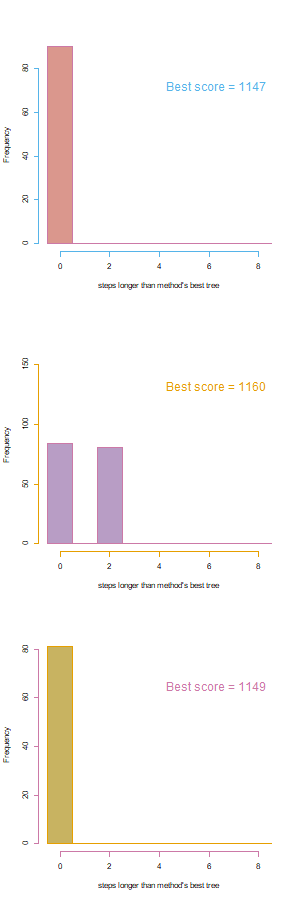 Best score = 1147
80
60
40
20
0
Frequency
0 2 4 6 8
steps longer than method's best tree
Best score = 1160
150
100
50
0
Frequency
0 2 4 6 8
steps longer than method's best tree
Best score = 1149
80
60
40
20
0
Frequency
0 2 4 6 8
steps longer than method's best tree